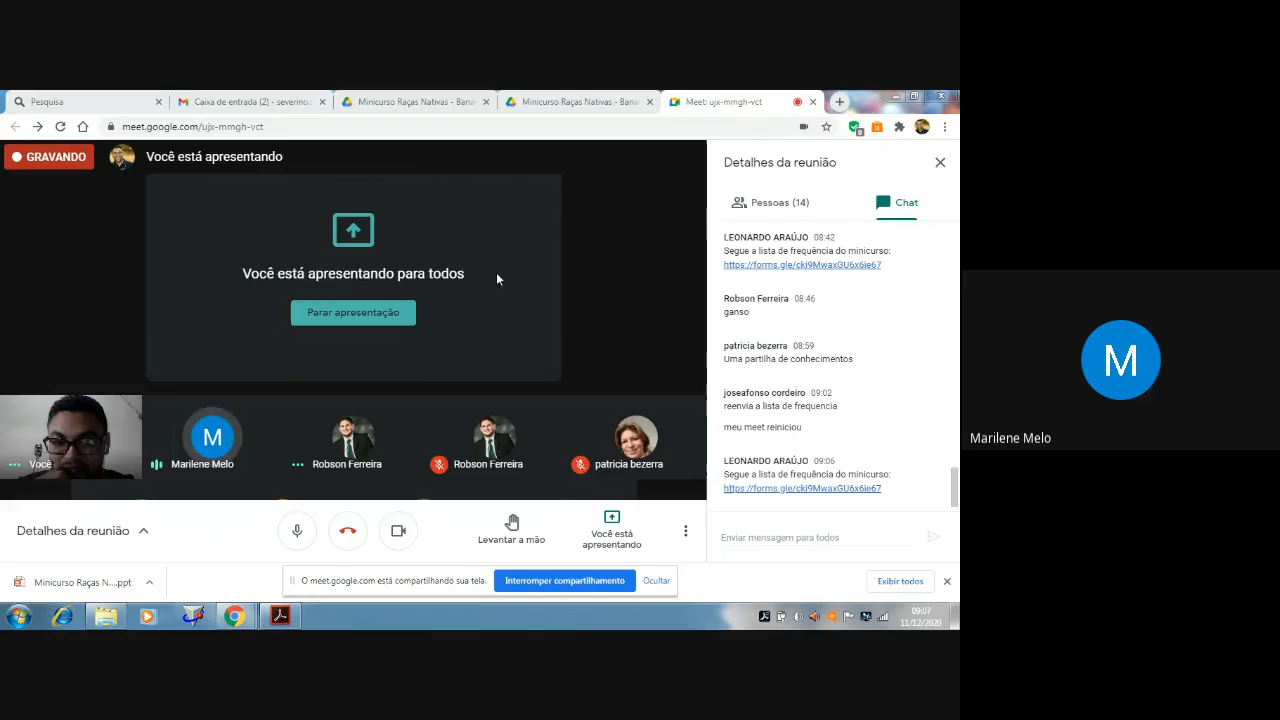 Pesquisa
Caixa de entrada (2) - severino.
Minicurso Raças Nativas - Bana
Minicurso Raças Nativas - Bana
Meet: ujx-mmgh-vct
meet.google.com/ujx-mmgh-vct
GRAVANDO
Você está apresentando
Você está apresentando para todos
Parar apresentação
Você
M
Marilene Melo
Robson Ferreira
Robson Ferreira
patricia bezerra
Detalhes da reunião
Levantar a mão
Você está
apresentando
Detalhes da reunião
Pessoas (14)
Chat
LEONARDO ARAÚJO 08:42
Segue a lista de frequência do minicurso:
https://forms.gle/cki9MwaxGU6x6ie67
Robson Ferreira 08:46
ganso
patricia bezerra 08:59
Uma partilha de conhecimentos
joseafonso cordeiro 09:02
reenvia a lista de frequencia
meu meet reiniciou
LEONARDO ARAÚJO 09:06
Segue a lista de frequência do minicurso:
https://forms.gle/cki9MwaxGU6x6ie67
Enviar mensagem para todos
Minicurso Raças N....ppt
O meet.google.com está compartilhando sua tela.
Interromper compartilhamento
Ocultar
Exibir todos
09:07
11/12/2020
M
Marilene Melo